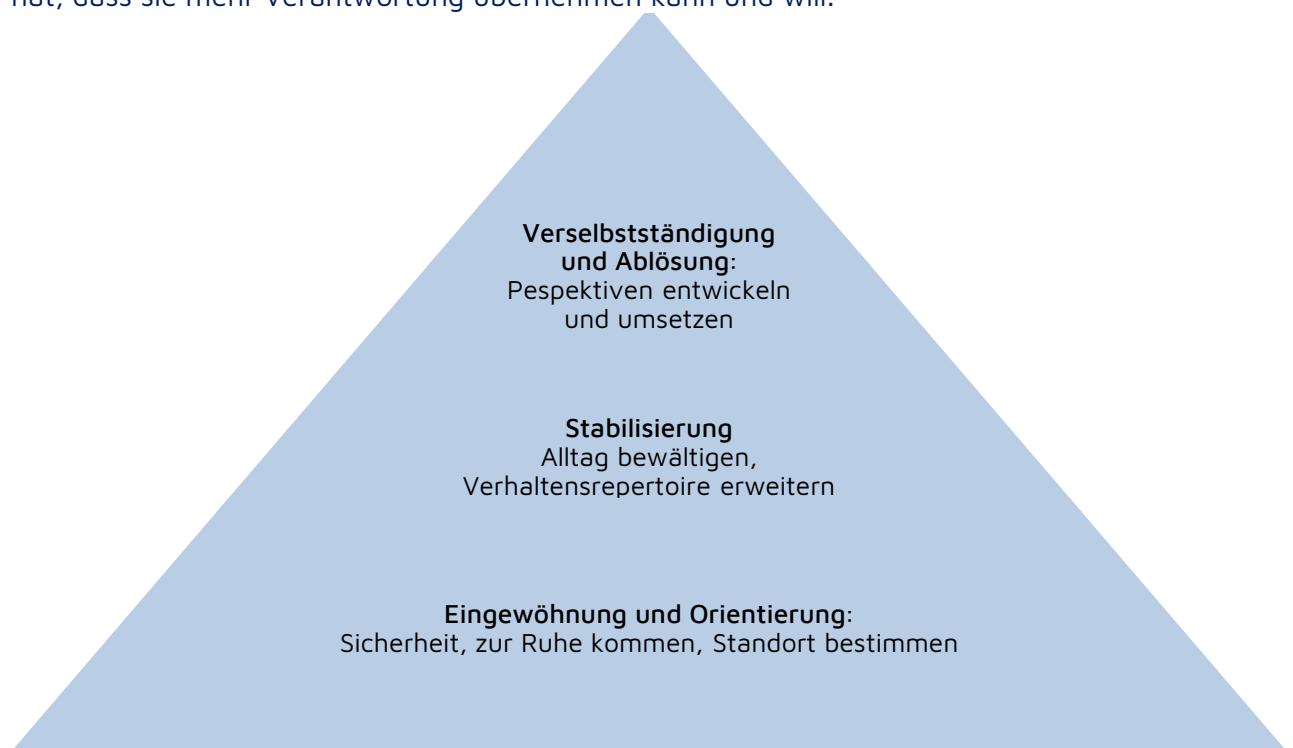 hat, dass sie mehr Verantwortung übernehmen kann und will.
Verselbstständigung
und Ablösung:
Pespektiven entwickeln
und umsetzen
Stabilisierung
Alltag bewältigen,
Verhaltensrepertoire erweitern
Eingewöhnung und Orientierung:
Sicherheit, zur Ruhe kommen, Standort bestimmen